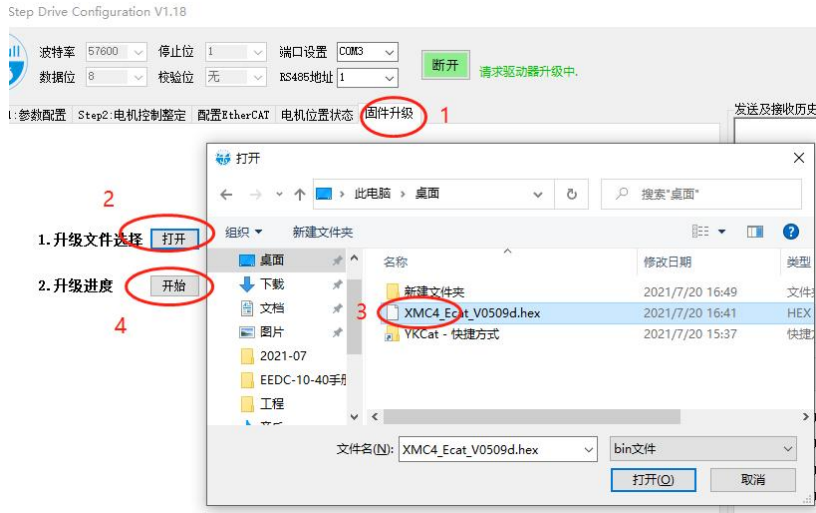 Step Drive Configuration V1.18
波特率 57600 停止位 1 端口设置 COM3
数据位 8 校验位 无 RS485地址 1
断开 请求驱动器升级中.
1:参数配置 Step2:电机控制整定 配置EtherCAT 电机位置状态 固件升级 1
发送及接收历史
打开
此电脑 > 桌面
搜索"桌面"
组织 新建文件夹
2
1.升级文件选择 打开
2.升级进度 开始
4
桌面
下载
文档
图片
2021-07
EEDC-10-40手册
工程
名称 修改日期 类型
新建文件夹 2021/7/20 16:49
3 XMC4_Ecat_V0509d.hex 2021/7/20 16:41 HEX
YKCat - 快捷方式 2021/7/20 15:37
文件名(N): XMC4_Ecat_V0509d.hex bin文件
打开(O) 取消